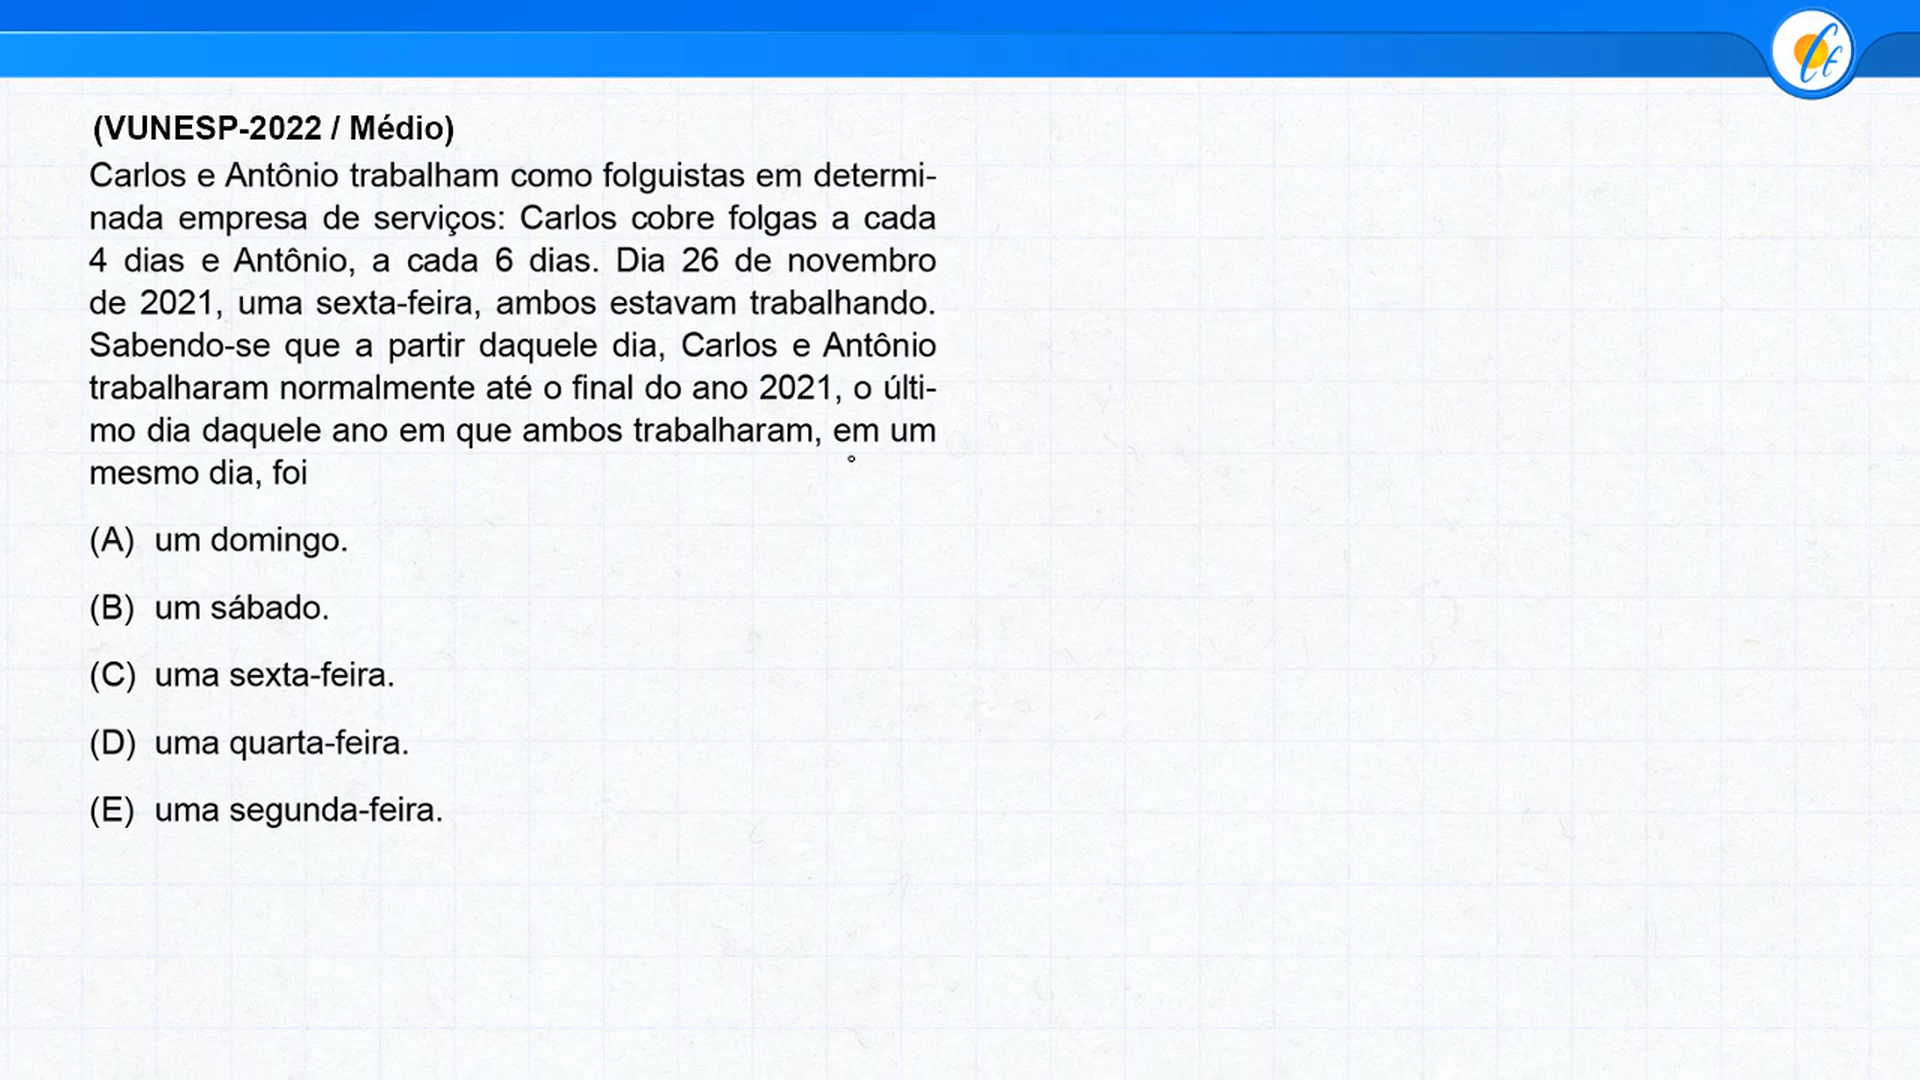 (VUNESP-2022 / Médio)
Carlos e Antônio trabalham como folguistas em determi-
nada empresa de serviços: Carlos cobre folgas a cada
4 dias e Antônio, a cada 6 dias. Dia 26 de novembro
de 2021, uma sexta-feira, ambos estavam trabalhando.
Sabendo-se que a partir daquele dia, Carlos e Antônio
trabalharam normalmente até o final do ano 2021, o últi-
mo dia daquele ano em que ambos trabalharam, em um
mesmo dia, foi
(A) um domingo.
(B) um sábado.
(C) uma sexta-feira.
(D) uma quarta-feira.
(E) uma segunda-feira.